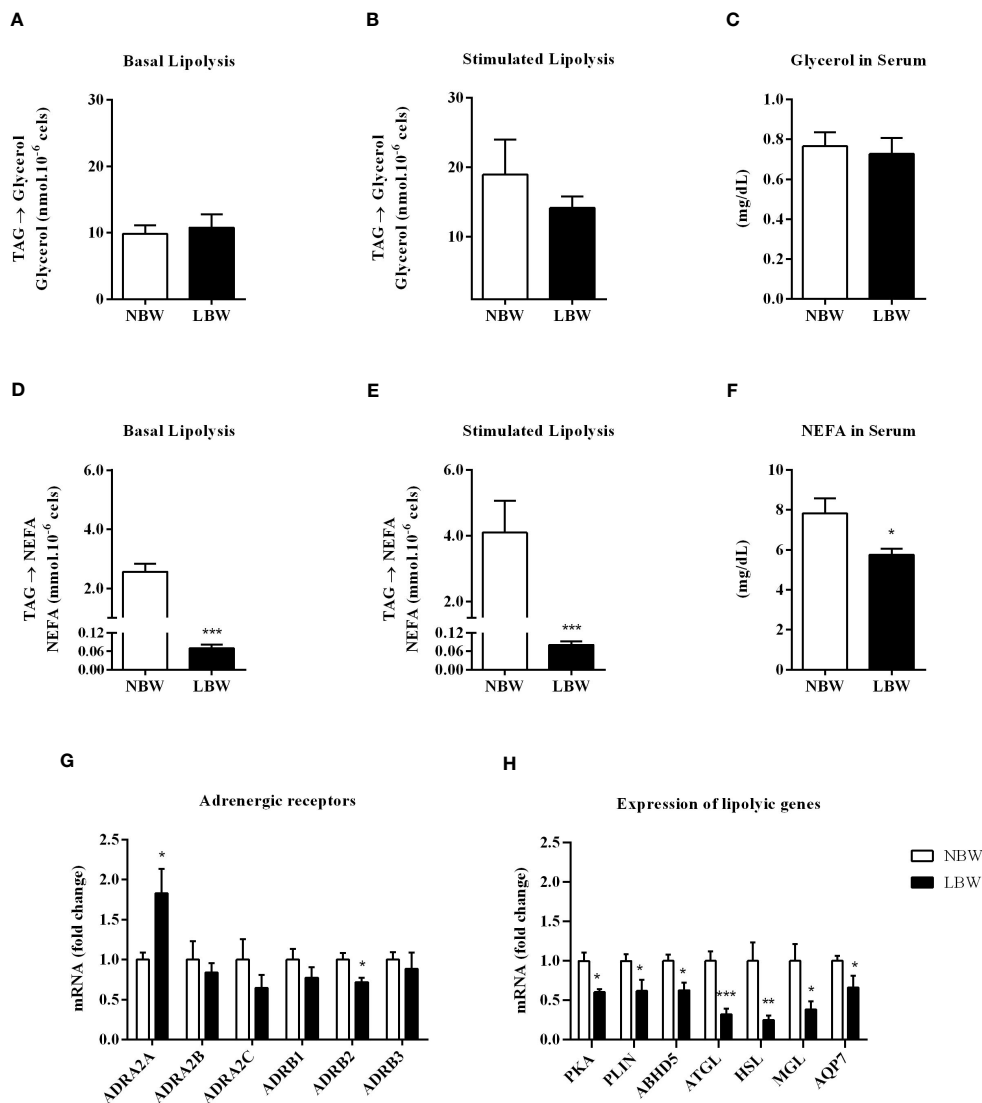 A
Basal Lipolysis
TAG → Glycerol
Glycerol (nmol.10-6 cels)
30
20
10
0
NBW LBW
B
Stimulated Lipolysis
TAG → Glycerol
Glycerol (nmol.10-6 cels)
30
20
10
NBW LBW
C
Glycerol in Serum
(mg/dL)
1.0
0.8
0.6
0.4
0.2
0.0
NBW LBW
D
Basal Lipolysis
TAG → NEFA
NEFA (mmol.10-6 cels)
6.0
4.0
2.0
0.12
0.06
0.00
***
NBW LBW
E
Stimulated Lipolysis
TAG → NEFA
NEFA (mmol.10-6 cels)
6.0
4.0
2.0
0.12
0.06
0.00
***
NBW LBW
F
NEFA in Serum
(mg/dL)
10
8
6
4
2
0
*
NBW LBW
G
Adrenergic receptors
mRNA (fold change)
2.5
2.0
1.5
1.0
0.5
0.0
* *
ADRA2A ADRA2B ADRA2C ADRB1 ADRB2 ADRB3
H
Expression of lipolyic genes
mRNA (fold change)
2.5
2.0
1.5
1.0
0.5
0.0
* * * *** ** * *
PKA PLIN ABHD5 ATGL HSL MGL AQP7
NBW
LBW